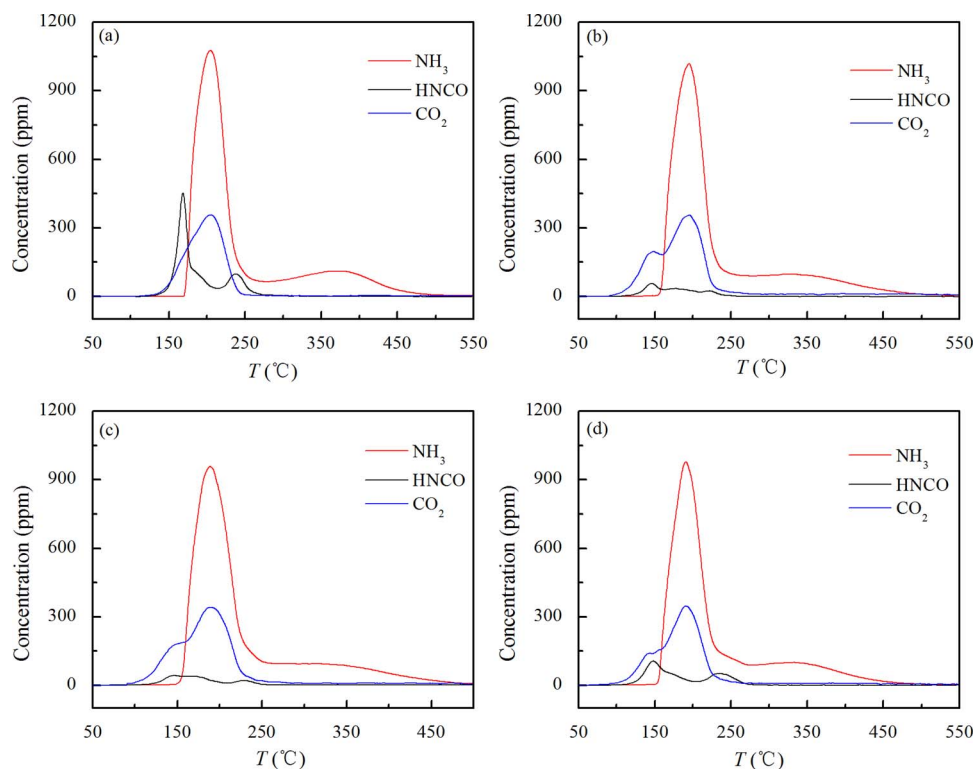 (a)
NH3
HNCO
CO2
1200
900
600
300
0
Concentration (ppm)
50 150 250 350 450 550
T (℃)
(b)
NH3
HNCO
CO2
1200
900
600
300
0
Concentration (ppm)
50 150 250 350 450 550
T (℃)
(c)
NH3
HNCO
CO2
1200
900
600
300
0
Concentration (ppm)
50 150 250 350 450
T (℃)
(d)
NH3
HNCO
CO2
1200
900
600
300
0
Concentration (ppm)
50 150 250 350 450 550
T (℃)